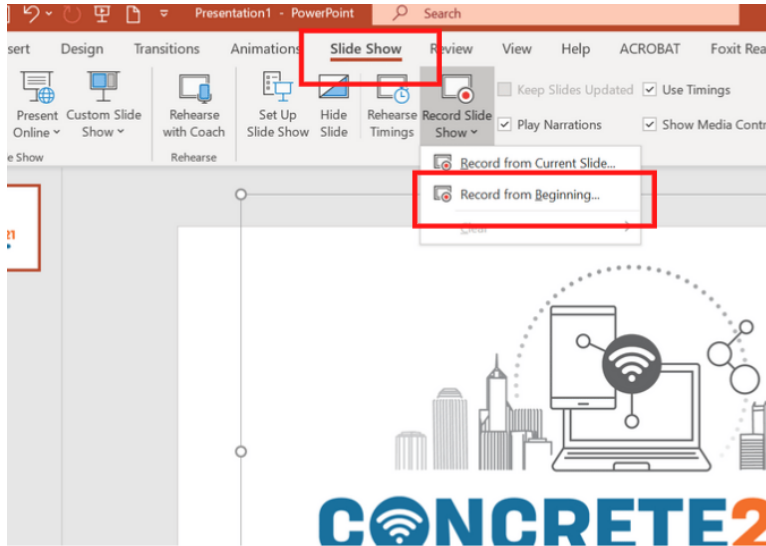 Presentation1 - PowerPoint Search
sert Design Transitions Animations Slide Show Review View Help ACROBAT Foxit Rea
Keep Slides Updated Use Timings
Present Custom Slide Rehearse Set Up Hide Rehearse Record Slide
Online Show with Coach Slide Show Slide Timings Show Play Narrations Show Media Contr
e Show Rehearse
Record from Current Slide...
Record from Beginning...
Clear
21
CONCRETE2